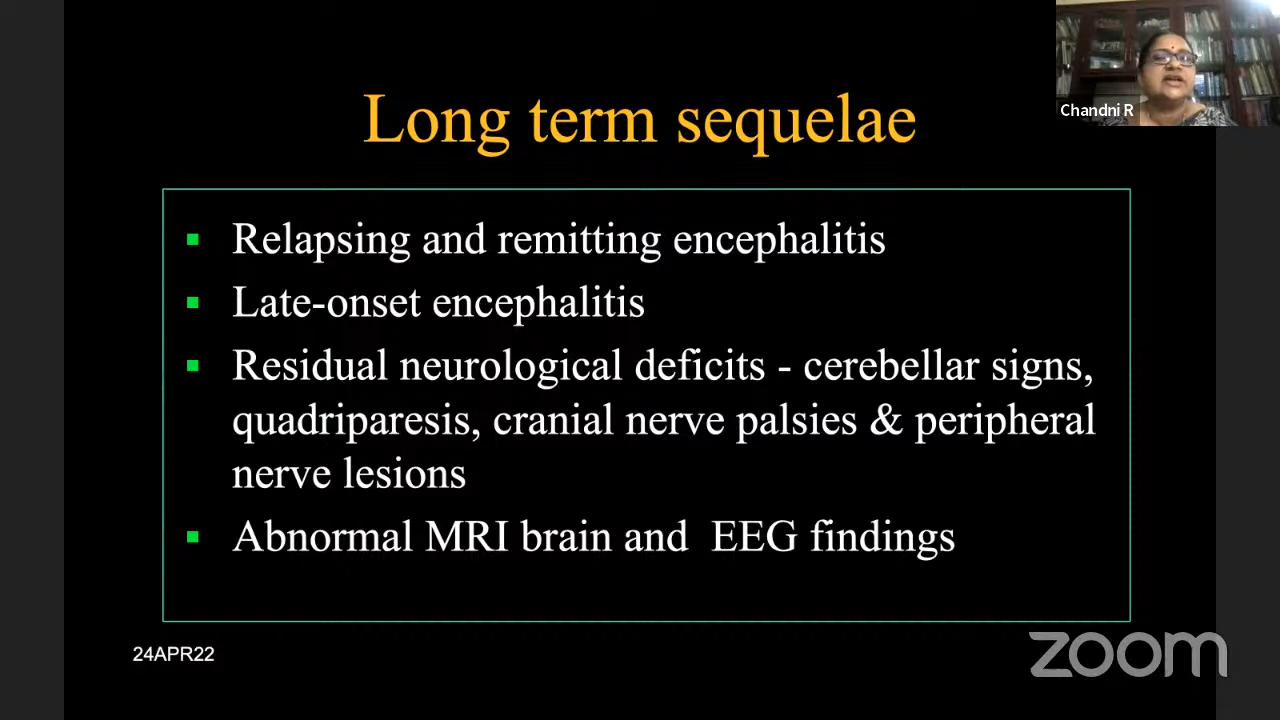 Chandni R
Long term sequelae
▪ Relapsing and remitting encephalitis
▪ Late-onset encephalitis
▪ Residual neurological deficits - cerebellar signs,
quadriparesis, cranial nerve palsies & peripheral
nerve lesions
▪ Abnormal MRI brain and EEG findings
24APR22
zoom